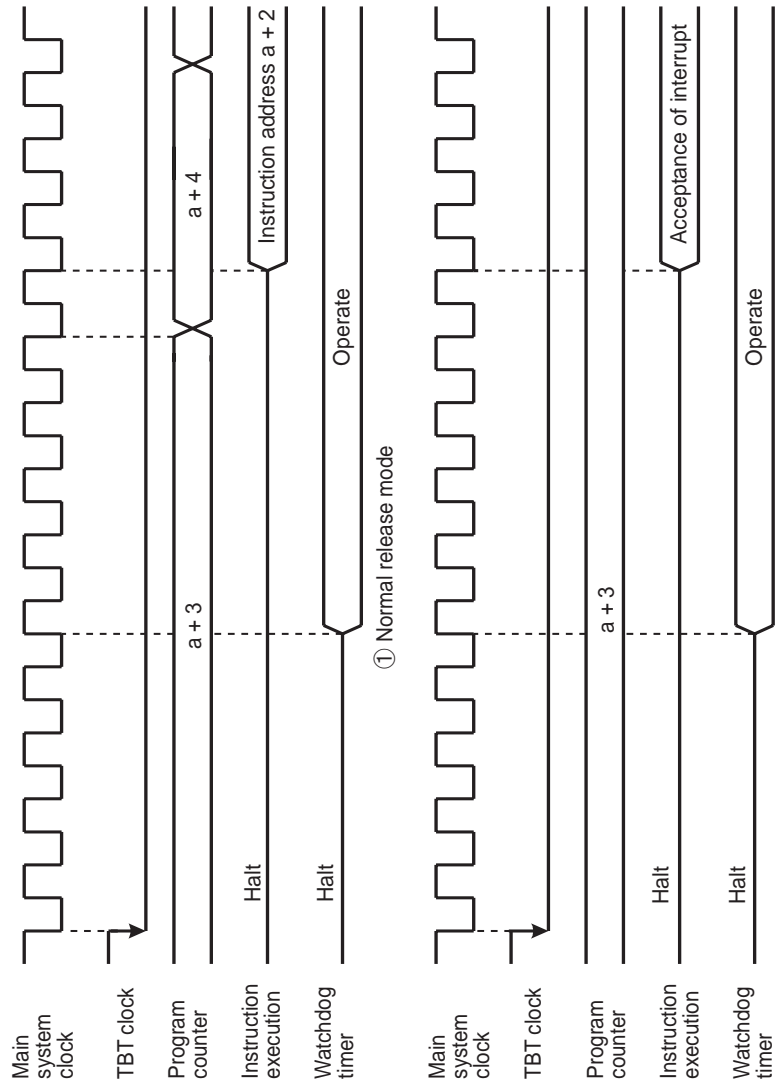 Main
system
clock
TBT clock
Program
counter
a + 3
a + 4
Instruction
execution
Halt
Instruction address a + 2
Watchdog
timer
Halt
Operate
① Normal release mode
Main
system
clock
TBT clock
Program
counter
a + 3
Instruction
execution
Halt
Acceptance of interrupt
Watchdog
timer
Halt
Operate